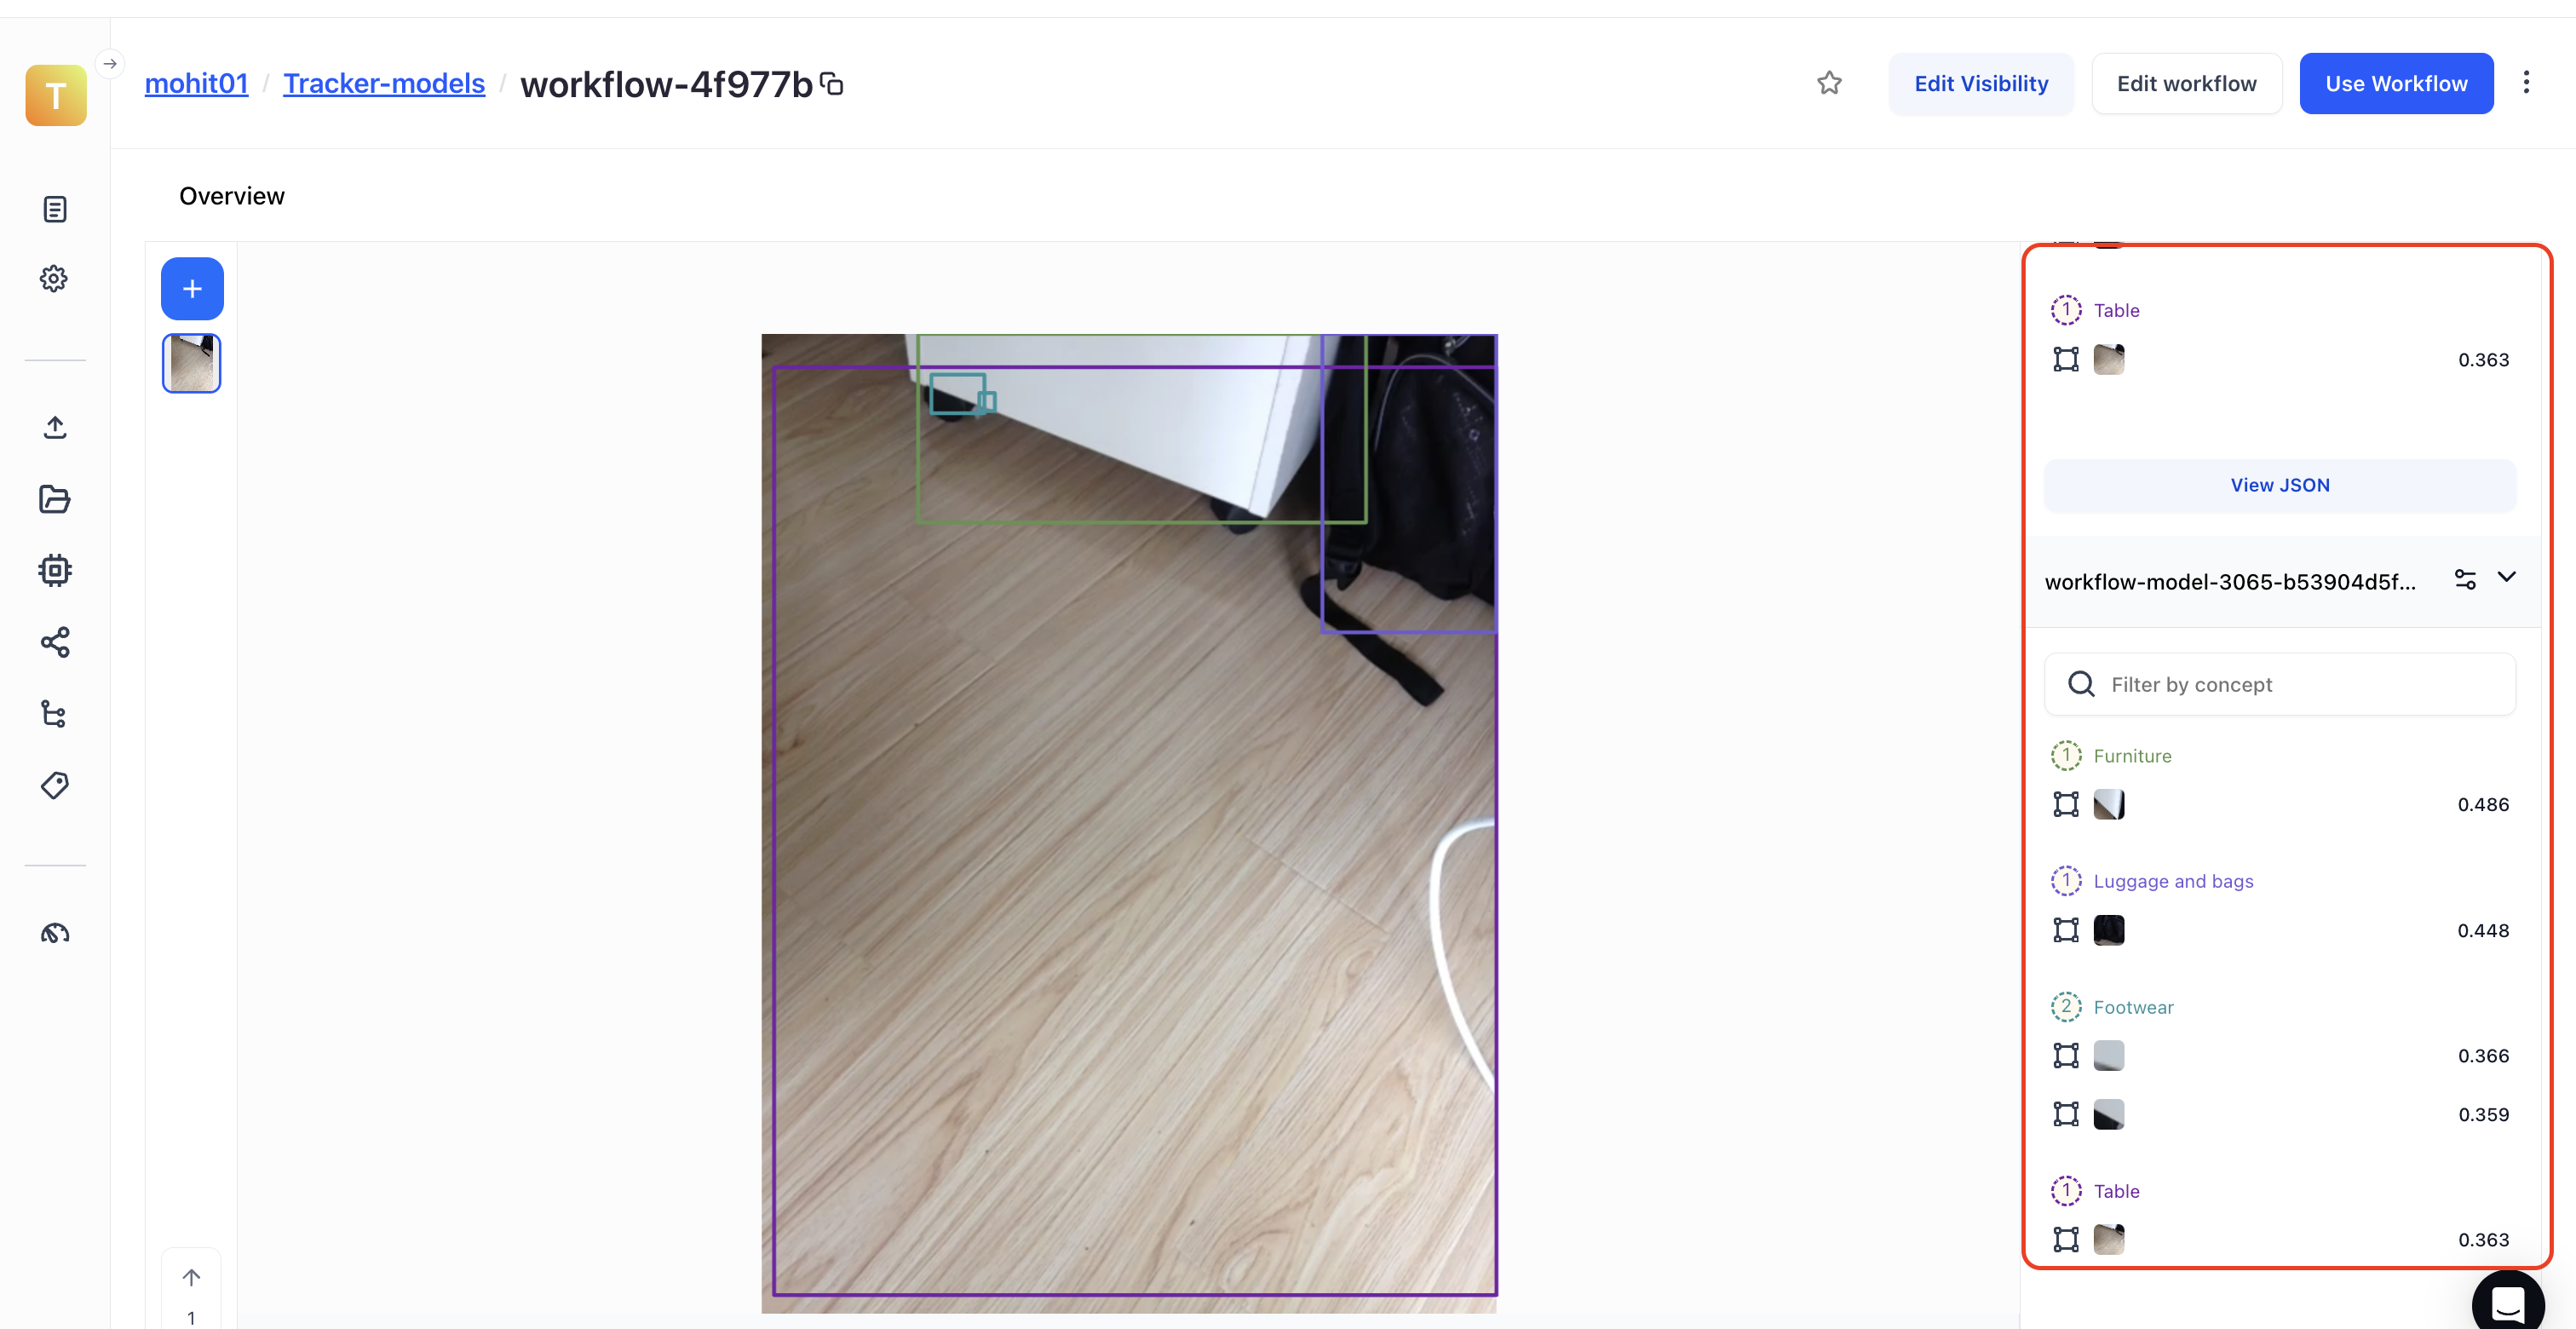 T
mohit01 / Tracker-models / workflow-4f977b
Edit Visibility
Edit workflow
Use Workflow
Overview
1 Table
0.363
View JSON
workflow-model-3065-b53904d5f...
Filter by concept
1 Furniture
0.486
1 Luggage and bags
0.448
2 Footwear
0.366
0.359
1 Table
0.363
1